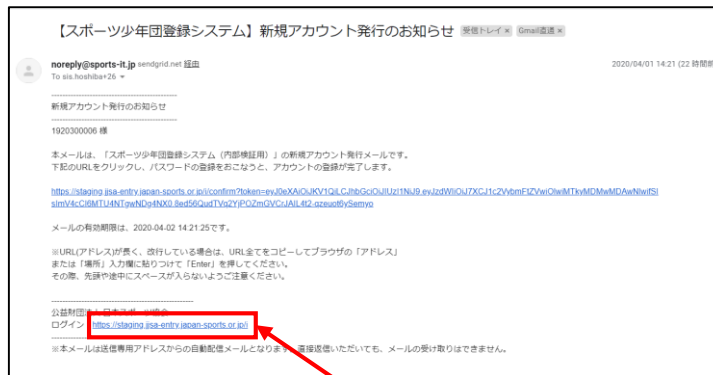 【スポーツ少年団登録システム】新規アカウント発行のお知らせ 受信トレイ× Gmail直通×
noreply@sports-it.jp sendgrid.net 経由
2020/04/01 14:21 (22 時間前
To sis.hoshiba+26
----------------------------------------
新規アカウント発行のお知らせ
----------------------------------------
1920300006 様
本メールは、「スポーツ少年団登録システム（内部検証用）」の新規アカウント発行メールです。
下記のURLをクリックし、パスワードの登録をおこなうと、アカウントの登録が完了します。
メールの有効期限は、2020-04-02 14:21:25です。
※URL(アドレス)が長く、改行している場合は、URL全てをコピーしてブラウザの「アドレス」
または「場所」入力欄に貼りつけて「Enter」を押してください。
その際、先頭や途中にスペースが入らないようご注意ください。
----------------------------------------
公益財団法人 日本スポーツ協会
ログイン https://staging.jjsa-entry.japan-sports.or.jp/i
----------------------------------------
※本メールは送信専用アドレスからの自動配信メールとなります。直接返信いただいても、メールの受け取りはできません。